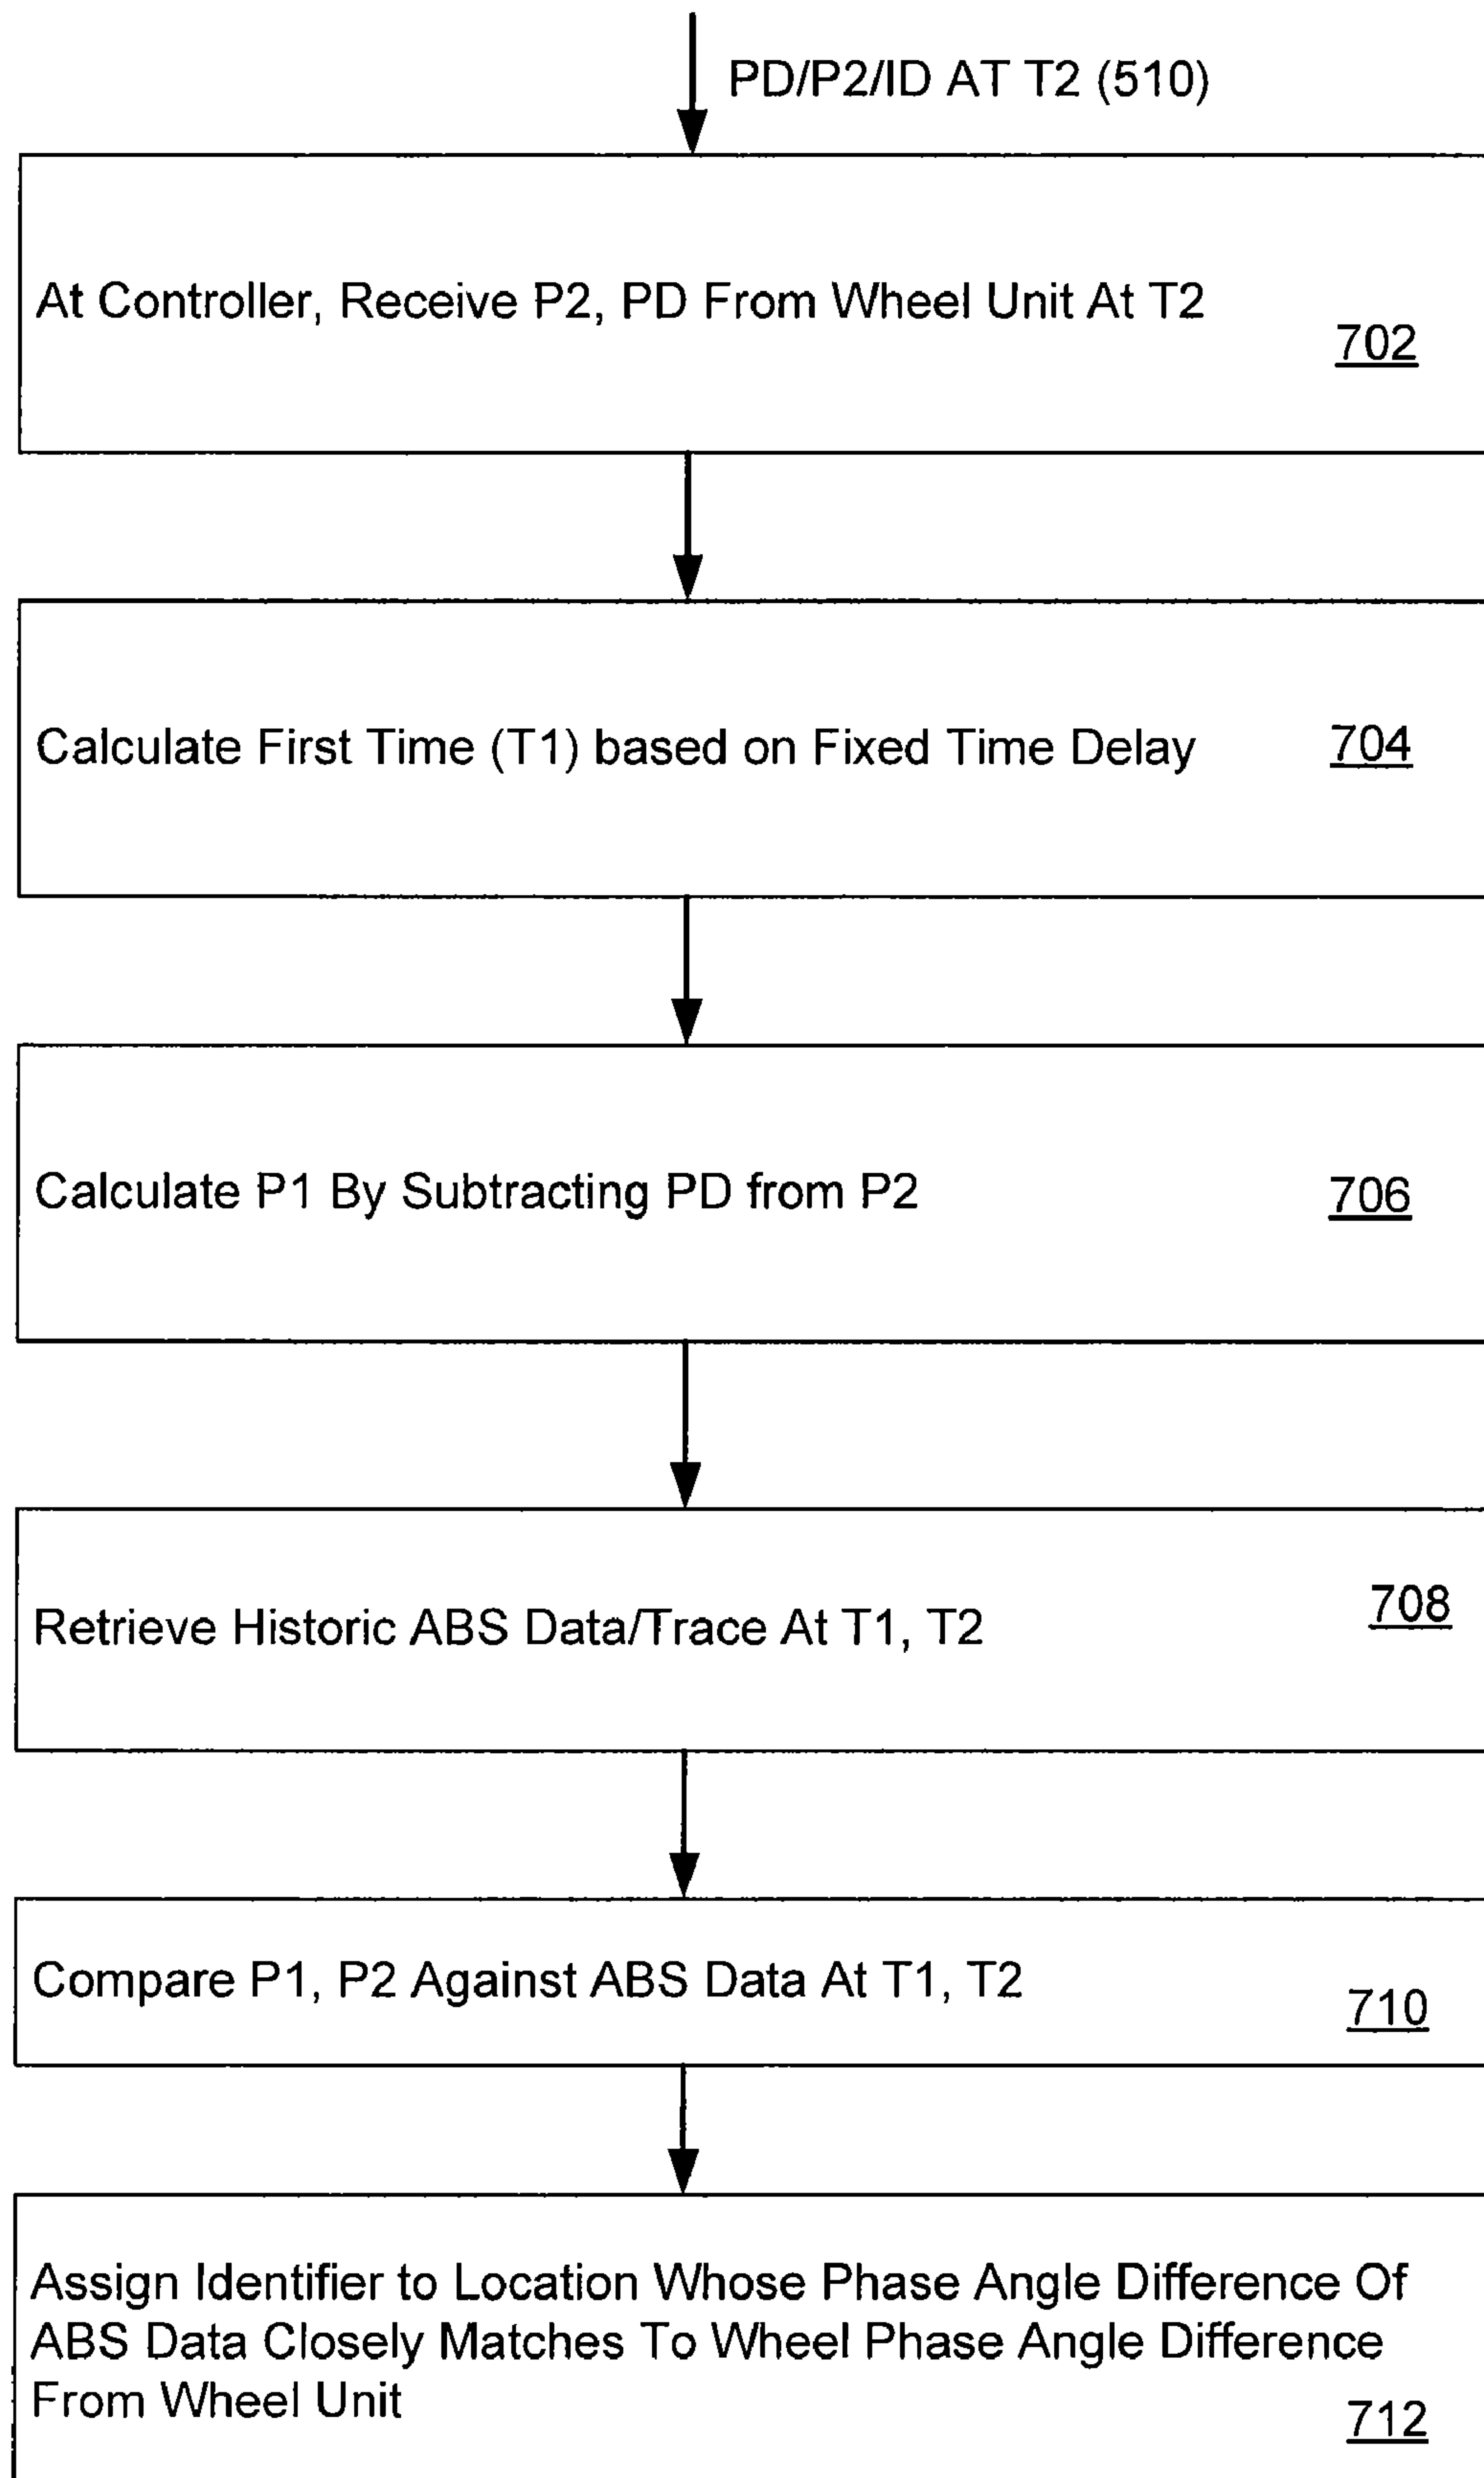 PD/P2/ID AT T2 (510)
At Controller, Receive P2, PD From Wheel Unit At T2
702
Calculate First Time (T1) based on Fixed Time Delay
704
Calculate P1 By Subtracting PD from P2
706
Retrieve Historic ABS Data/Trace At T1, T2
708
Compare P1, P2 Against ABS Data At T1, T2
710
Assign Identifier to Location Whose Phase Angle Difference Of
ABS Data Closely Matches To Wheel Phase Angle Difference
From Wheel Unit
712